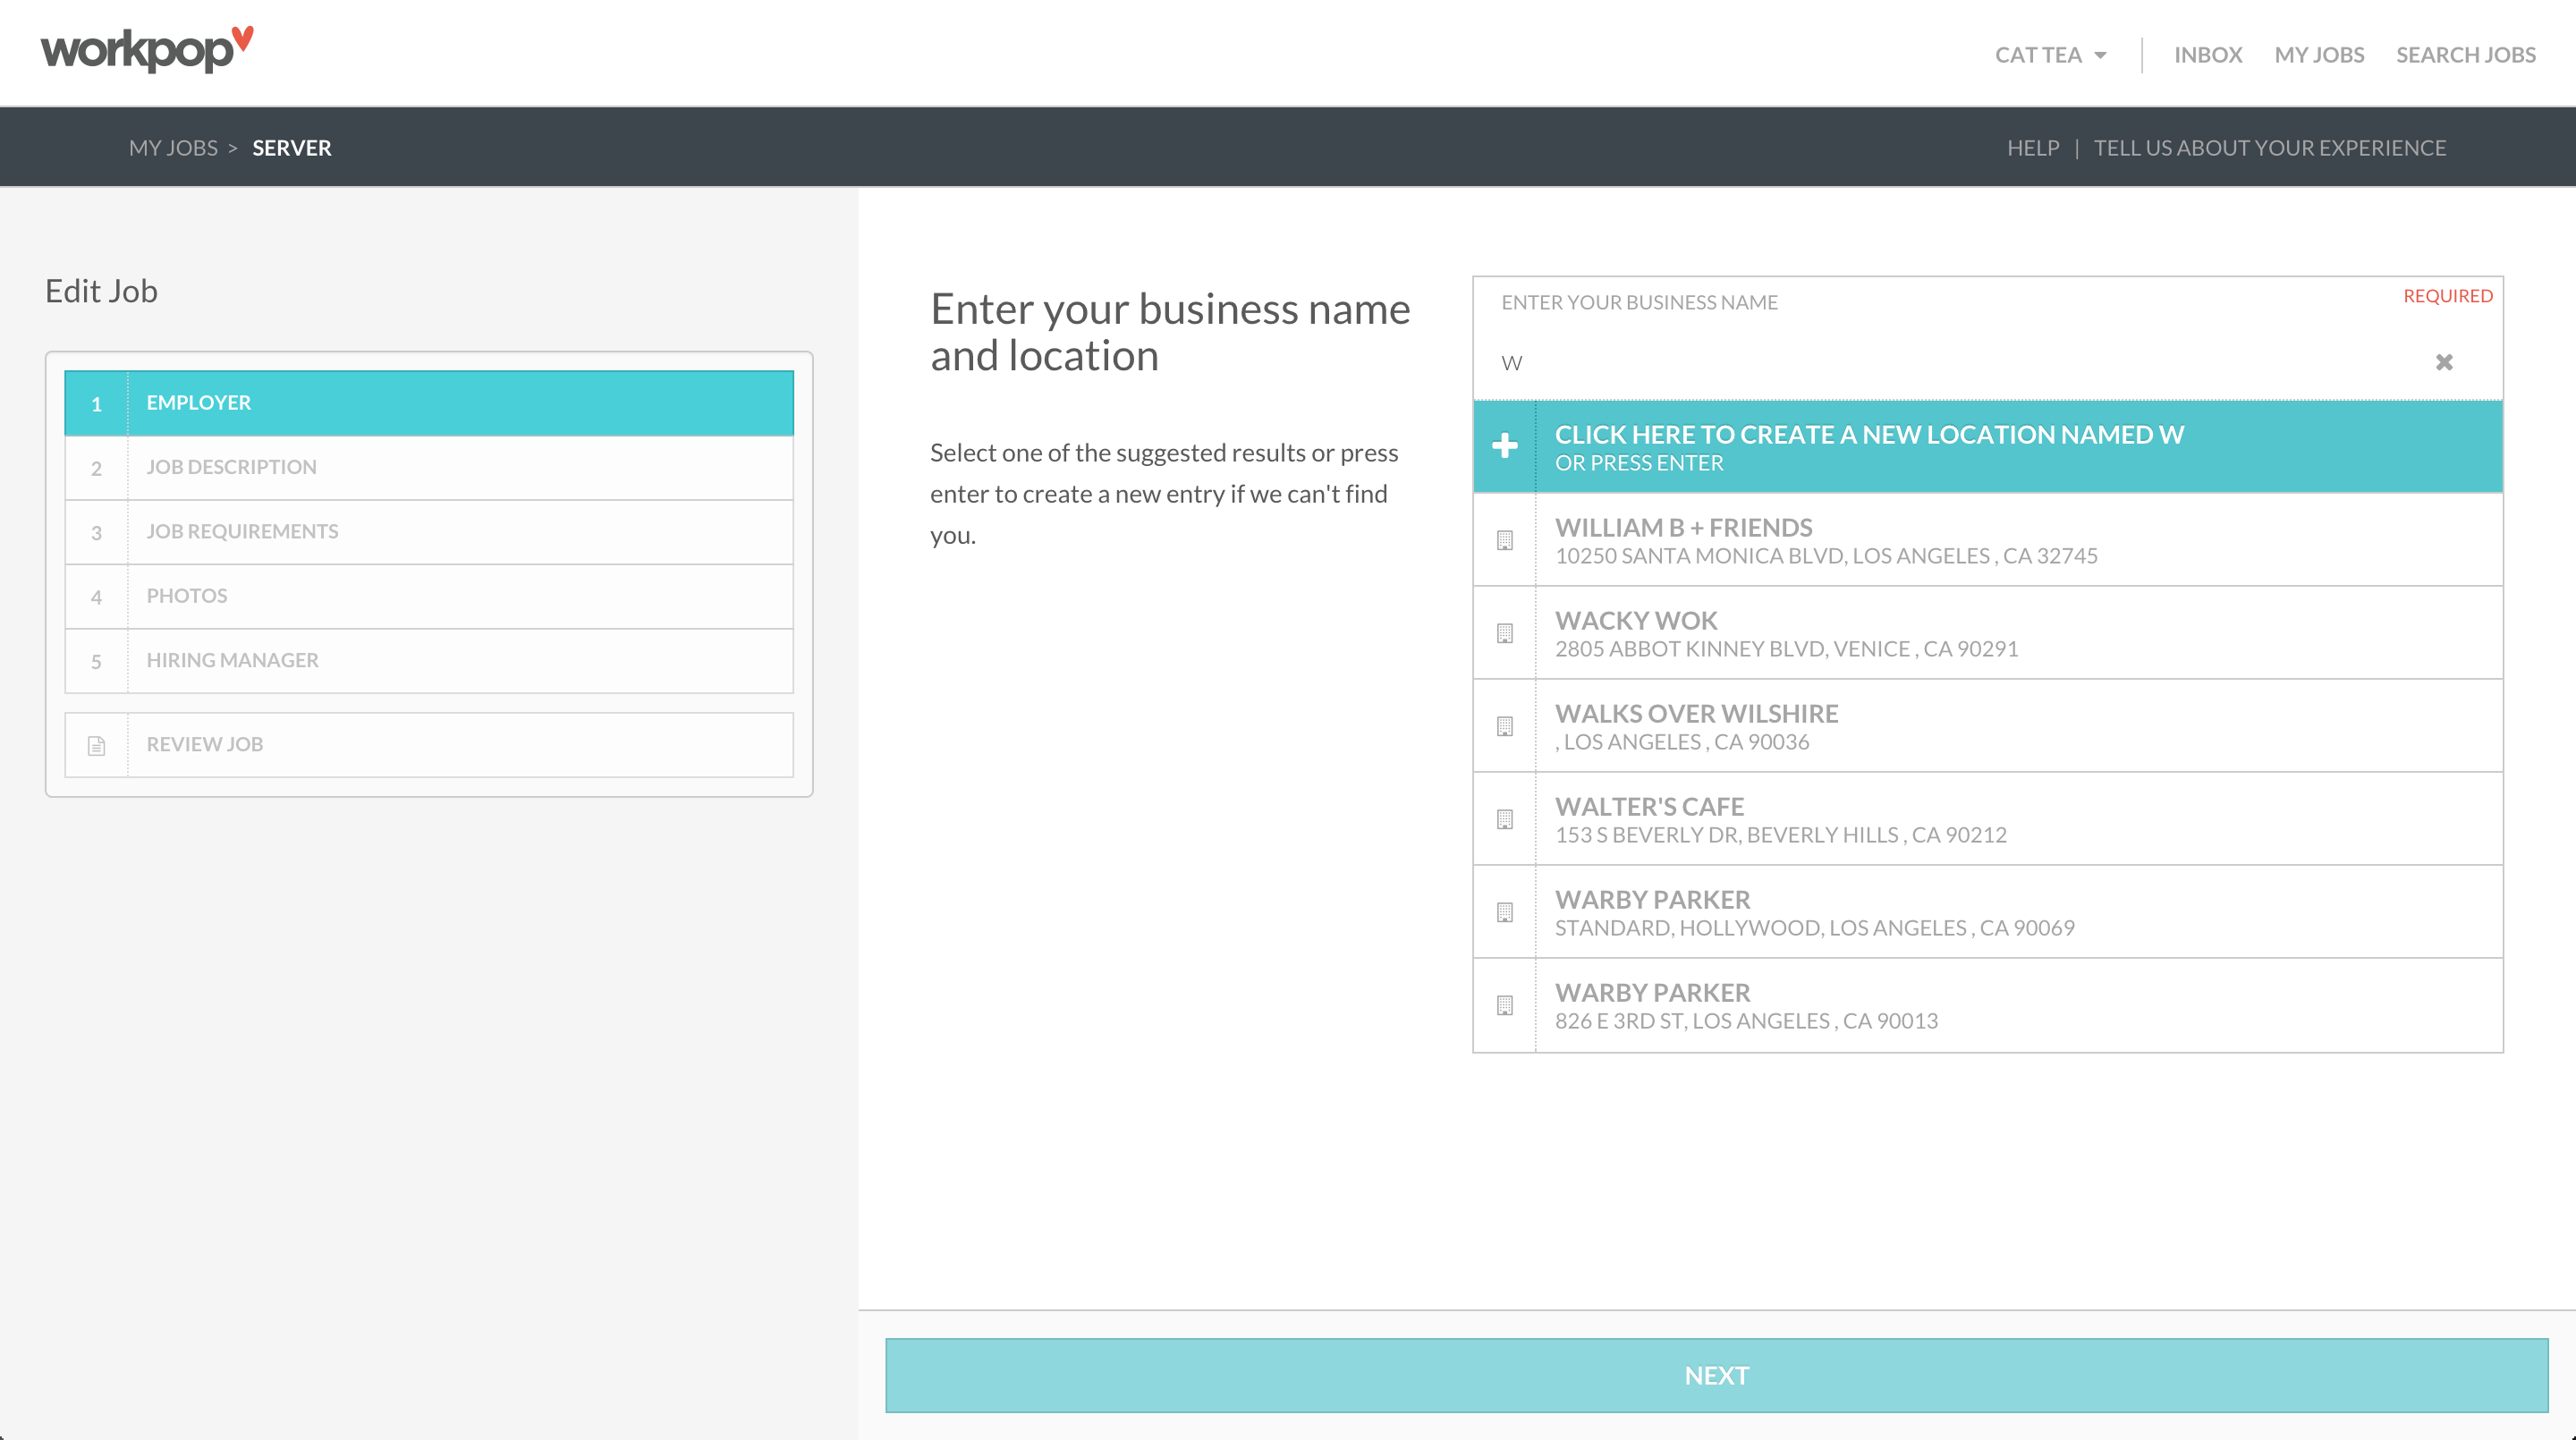 workpop
CAT TEA
INBOX
MY JOBS
SEARCH JOBS
MY JOBS > SERVER
HELP | TELL US ABOUT YOUR EXPERIENCE
Edit Job
1 EMPLOYER
2 JOB DESCRIPTION
3 JOB REQUIREMENTS
4 PHOTOS
5 HIRING MANAGER
REVIEW JOB
Enter your business name
and location
Select one of the suggested results or press
enter to create a new entry if we can't find
you.
ENTER YOUR BUSINESS NAME
REQUIRED
W
CLICK HERE TO CREATE A NEW LOCATION NAMED W
OR PRESS ENTER
WILLIAM B + FRIENDS
10250 SANTA MONICA BLVD, LOS ANGELES , CA 32745
WACKY WOK
2805 ABBOT KINNEY BLVD, VENICE , CA 90291
WALKS OVER WILSHIRE
, LOS ANGELES , CA 90036
WALTER'S CAFE
153 S BEVERLY DR, BEVERLY HILLS , CA 90212
WARBY PARKER
STANDARD, HOLLYWOOD, LOS ANGELES , CA 90069
WARBY PARKER
826 E 3RD ST, LOS ANGELES , CA 90013
NEXT